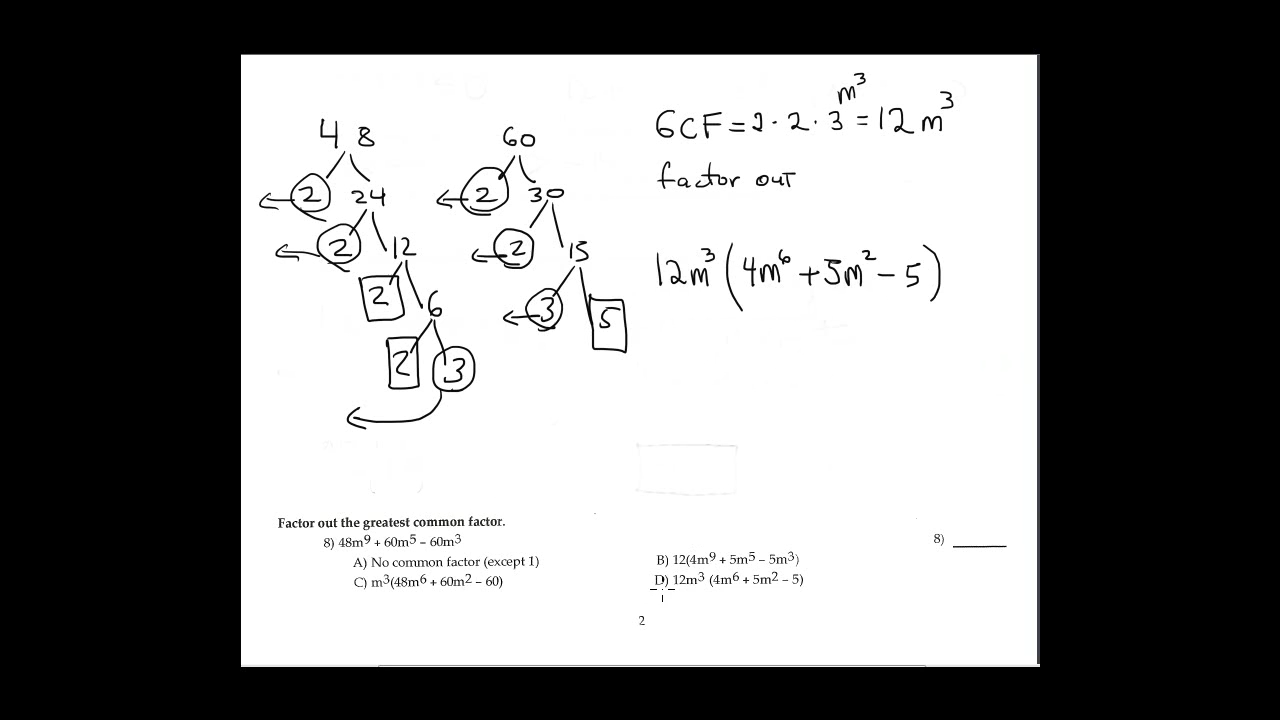 48
2 24
2 12
2 6
2 3
60
2 30
2 15
3 5
GCF = 2 · 2 · 3 m³ = 12 m³
factor out
12m³ (4m⁶ + 5m² − 5)
Factor out the greatest common factor.
8) 48m⁹ + 60m⁵ – 60m³
8) ______
A) No common factor (except 1)
B) 12(4m⁹ + 5m⁵ – 5m³)
C) m³(48m⁶ + 60m² – 60)
D) 12m³ (4m⁶ + 5m² – 5)
2